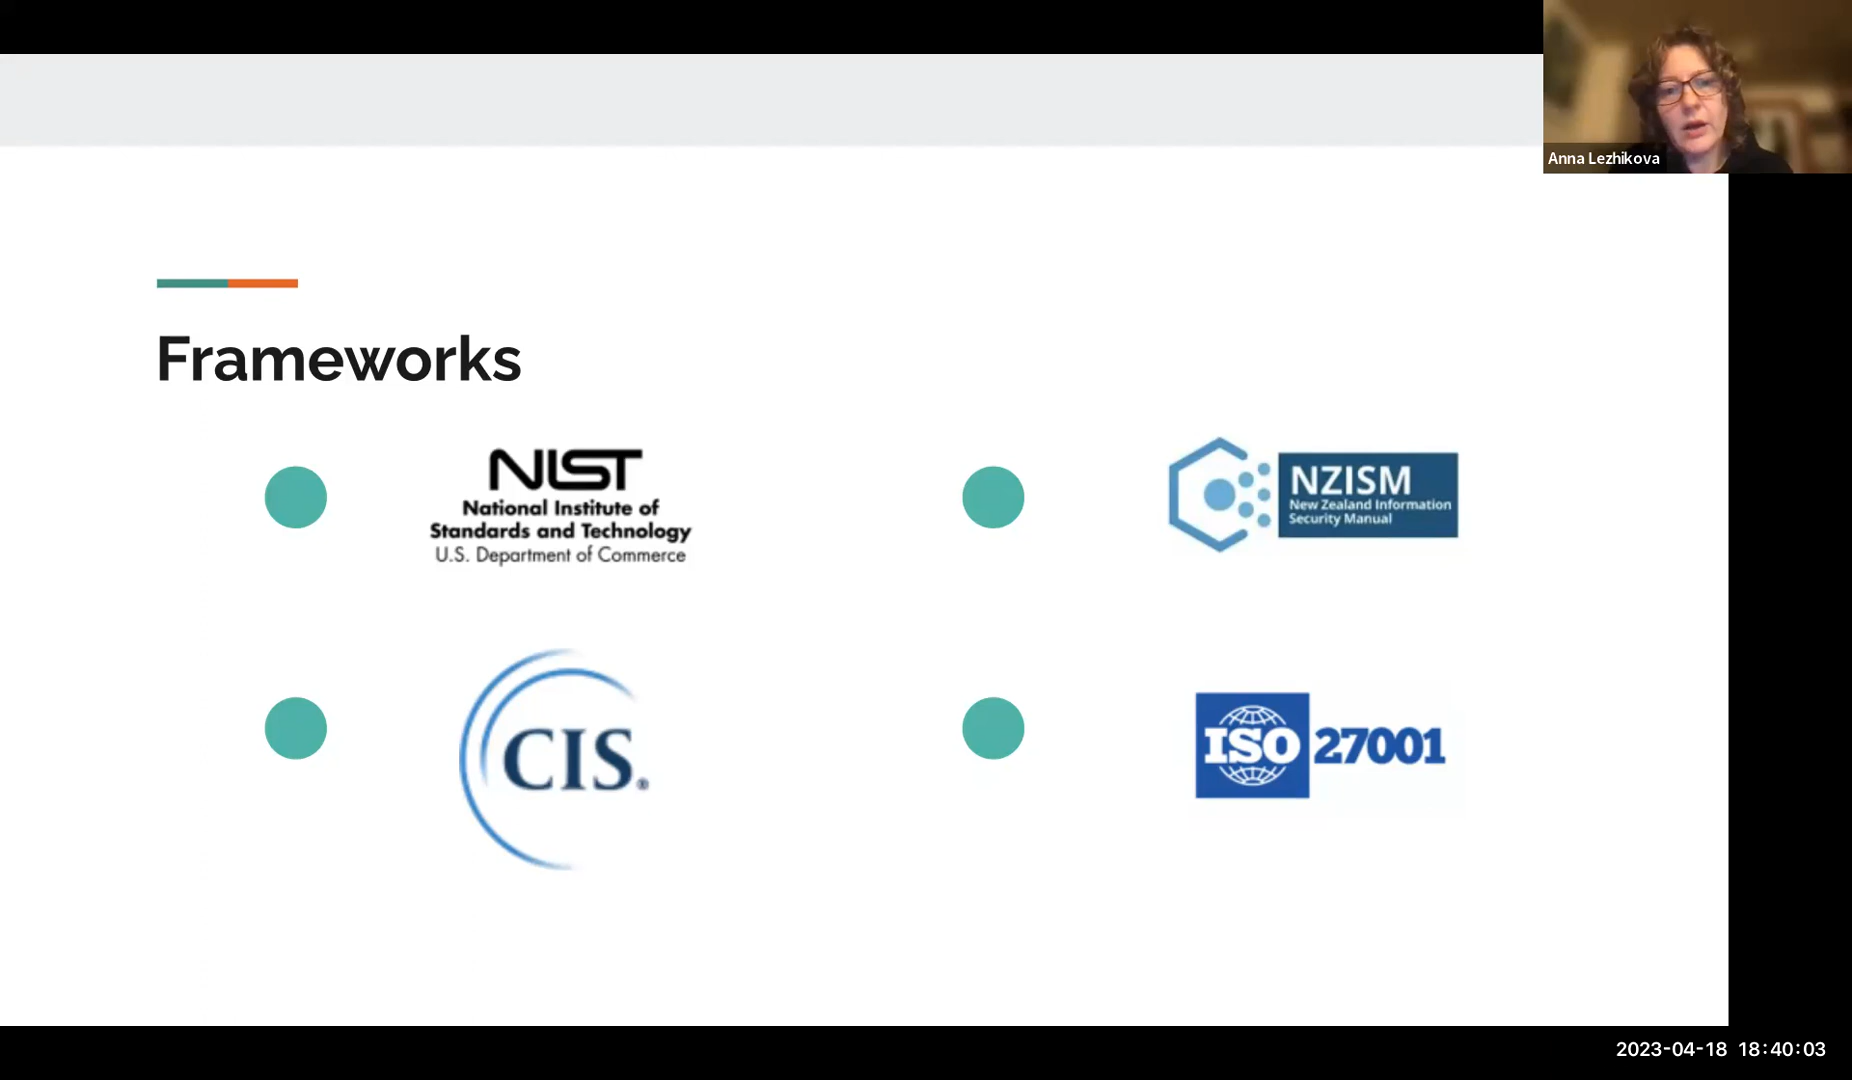 Anna Lezhikova
Frameworks
NIST
National Institute of
Standards and Technology
U.S. Department of Commerce
NZISM
New Zealand Information
Security Manual
CIS®
ISO 27001
2023-04-18 18:40:03